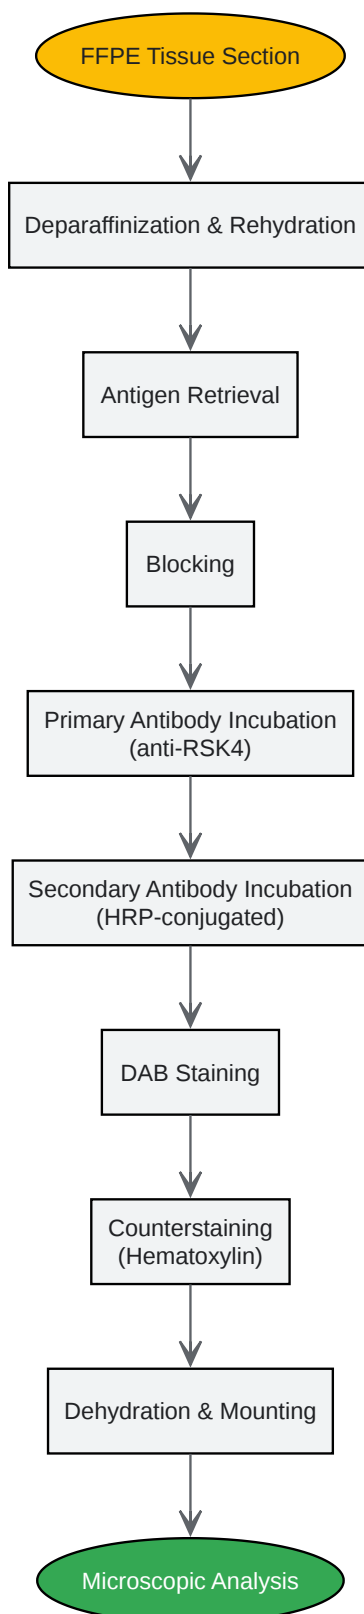 FFPE Tissue Section
Deparaffinization & Rehydration
Antigen Retrieval
Blocking
Primary Antibody Incubation
(anti-RSK4)
Secondary Antibody Incubation
(HRP-conjugated)
DAB Staining
Counterstaining
(Hematoxylin)
Dehydration & Mounting
Microscopic Analysis